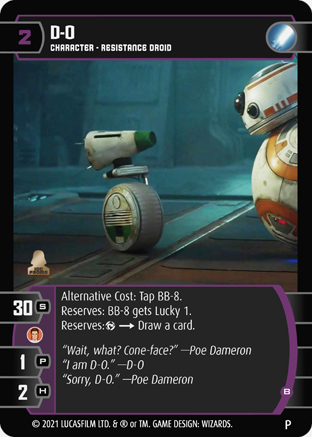 2
D-O
CHARACTER - RESISTANCE DROID
30 S
1 P
2 H
Alternative Cost: Tap BB-8.
Reserves: BB-8 gets Lucky 1.
Reserves: → Draw a card.
"Wait, what? Cone-face?" —Poe Dameron
"I am D-O." —D-O
"Sorry, D-O." —Poe Dameron
B
© 2021 LUCASFILM LTD. & ® or TM. GAME DESIGN: WIZARDS.
P